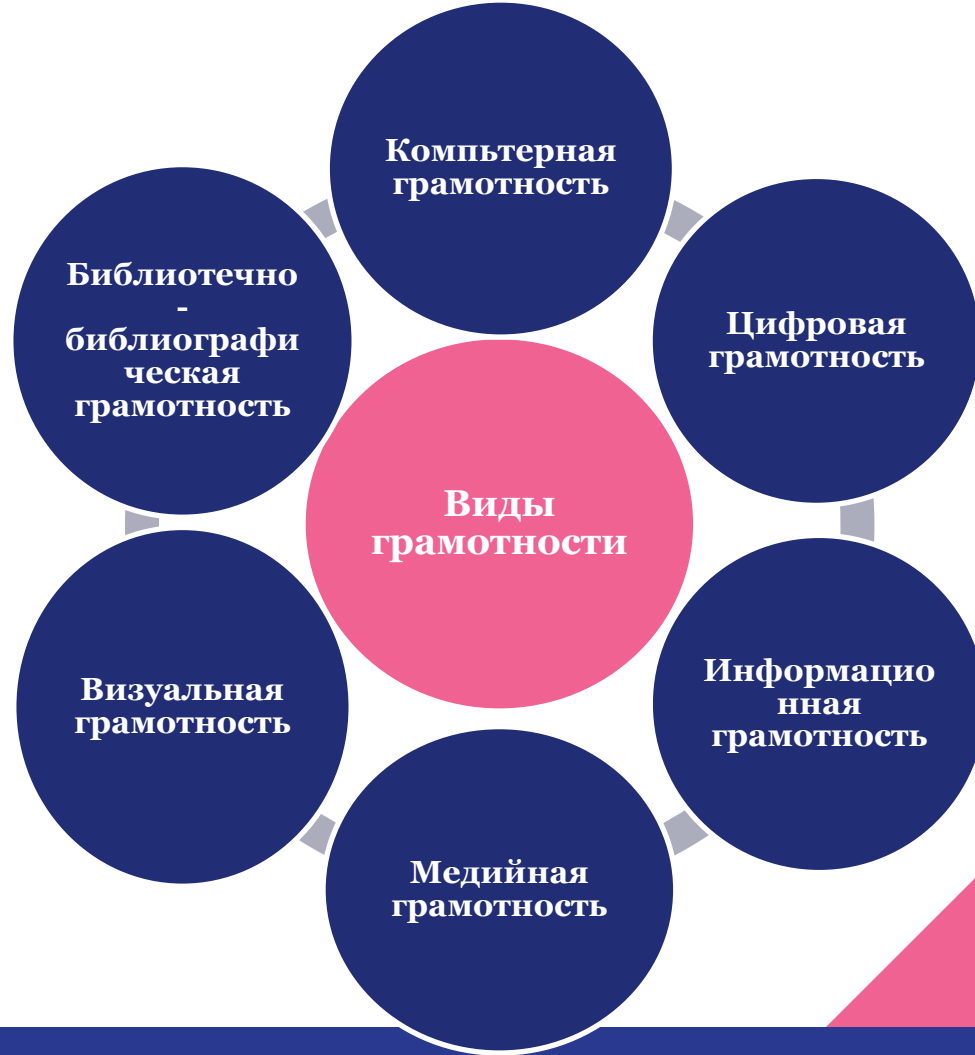 Компьтерная
грамотность
Цифровая
грамотность
Информацио
нная
грамотность
Медийная
грамотность
Визуальная
грамотность
Библиотечно
-
библиографи
ческая
грамотность
Виды
грамотности